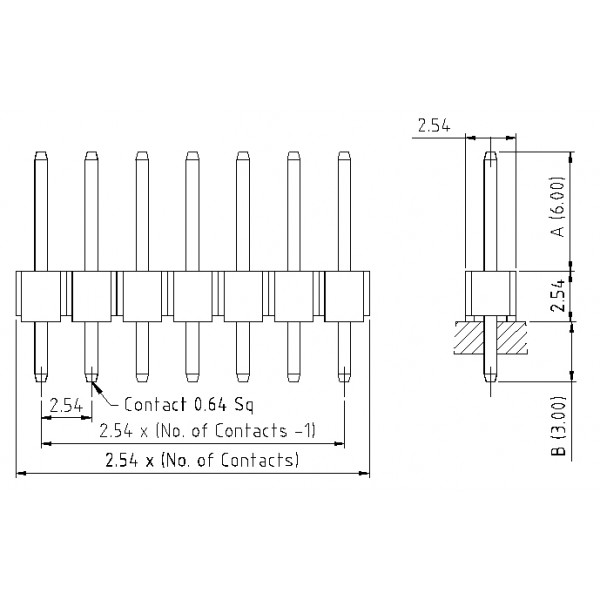 2.54
A (6.00)
2.54
2.54
Contact 0.64 Sq
2.54 x (No. of Contacts -1)
2.54 x (No. of Contacts)
B (3.00)